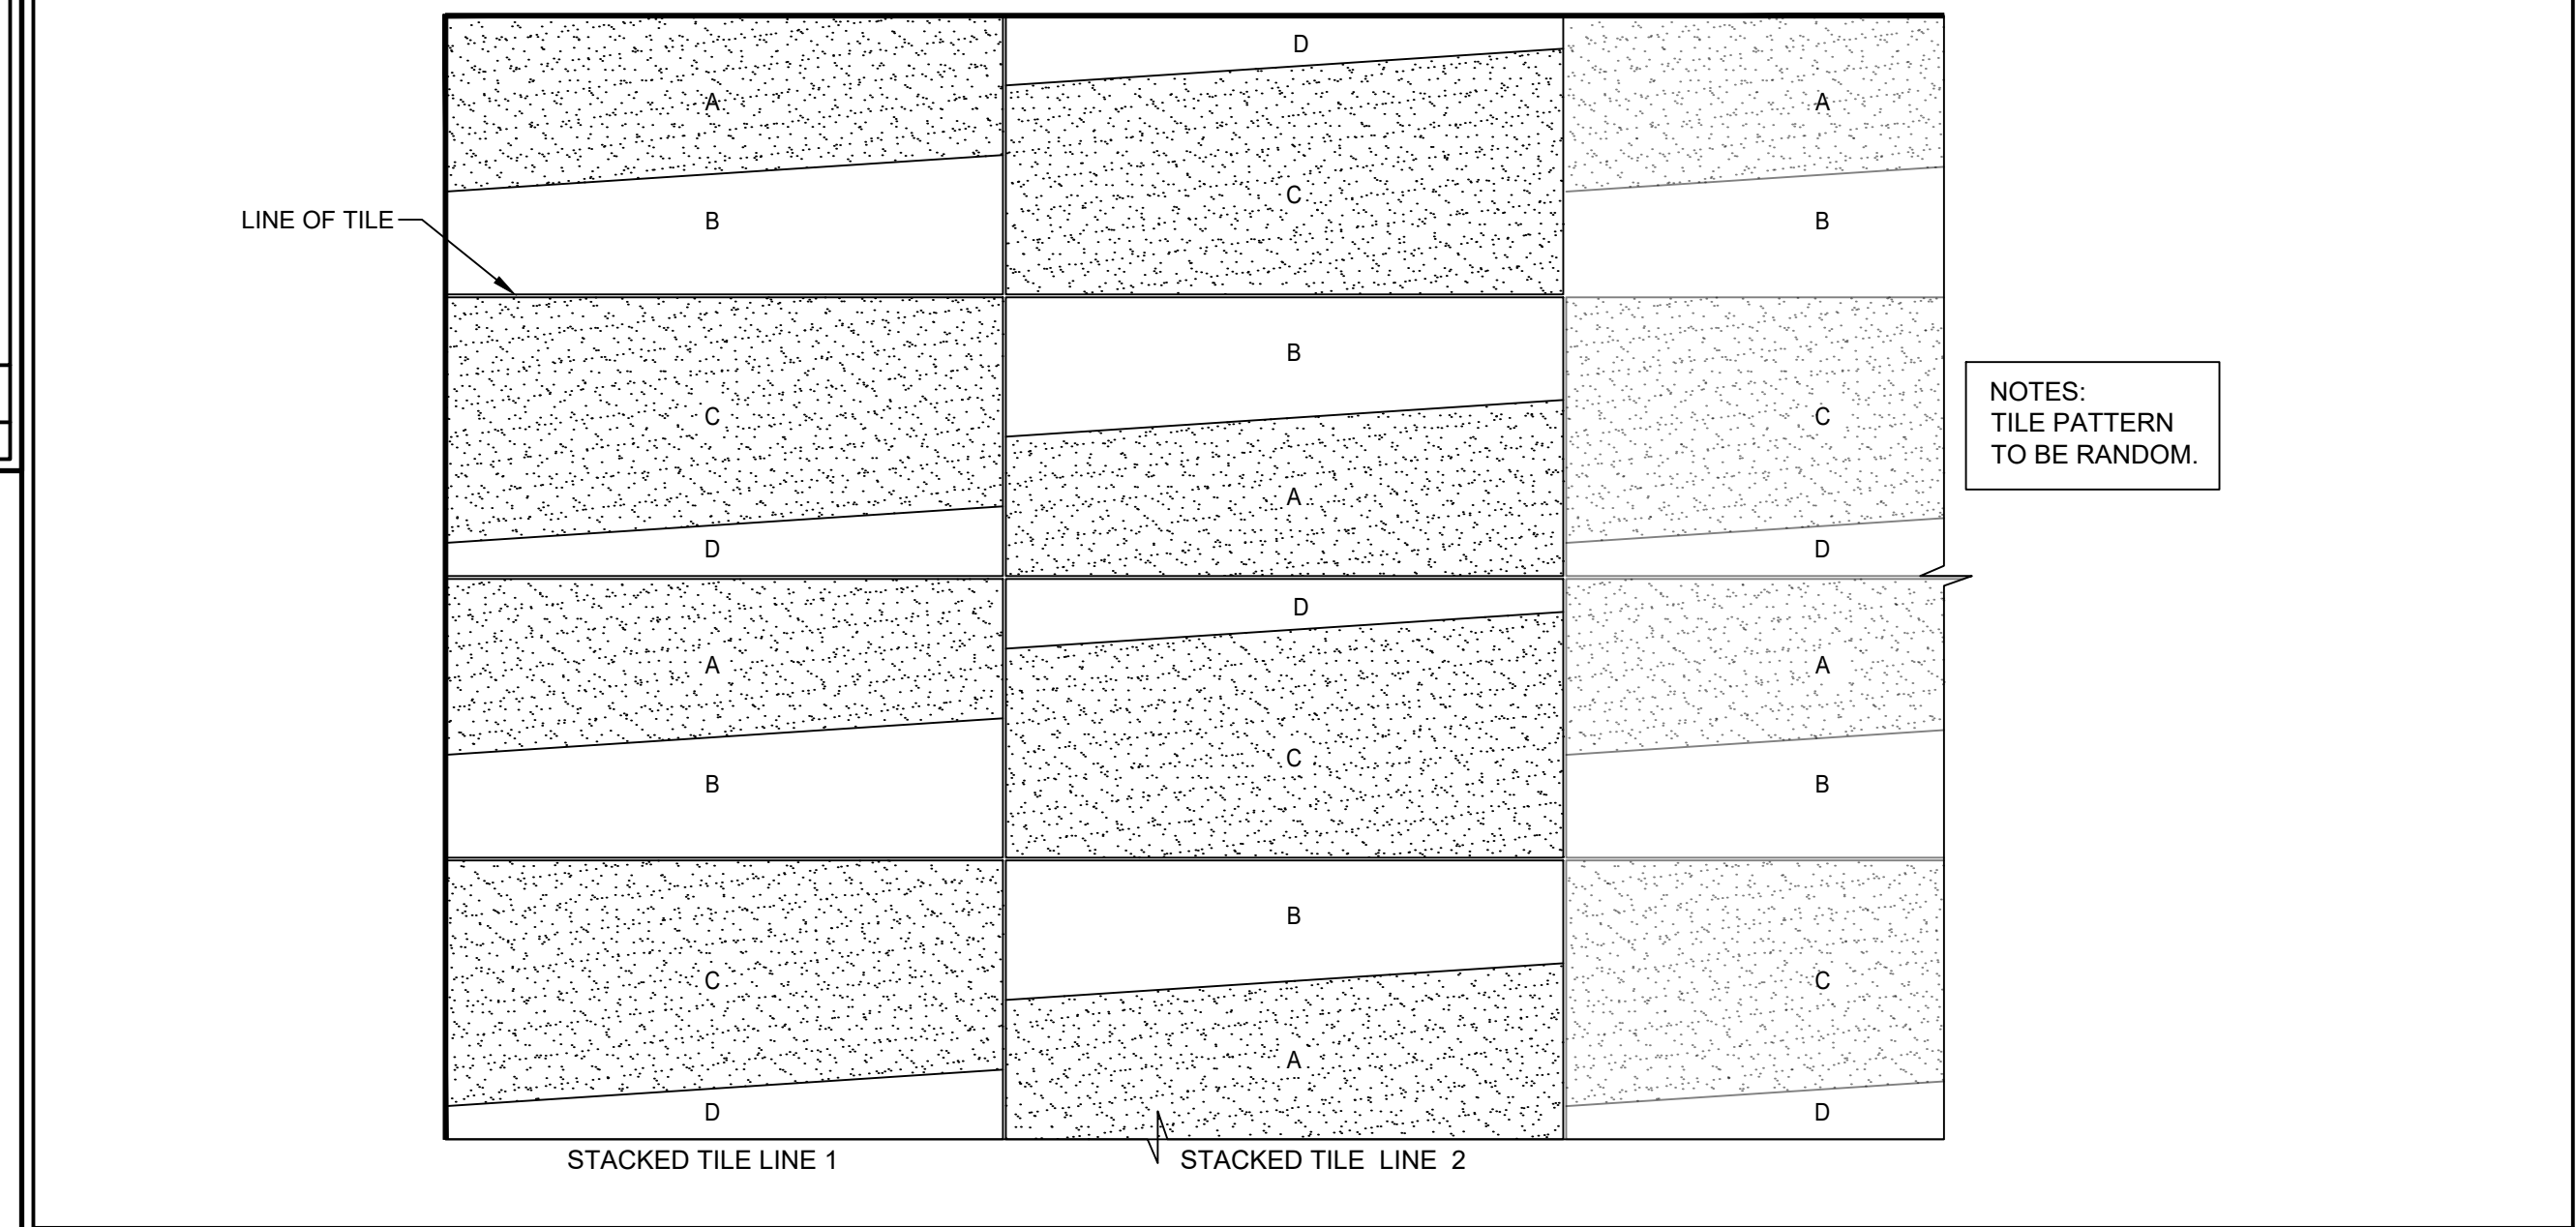 D
A
A
C
LINE OF TILE
B
B
B
C
C
NOTES:
TILE PATTERN
TO BE RANDOM.
A
D
D
D
A
A
C
B
B
B
C
C
A
D
D
STACKED TILE LINE 1
STACKED TILE LINE 2